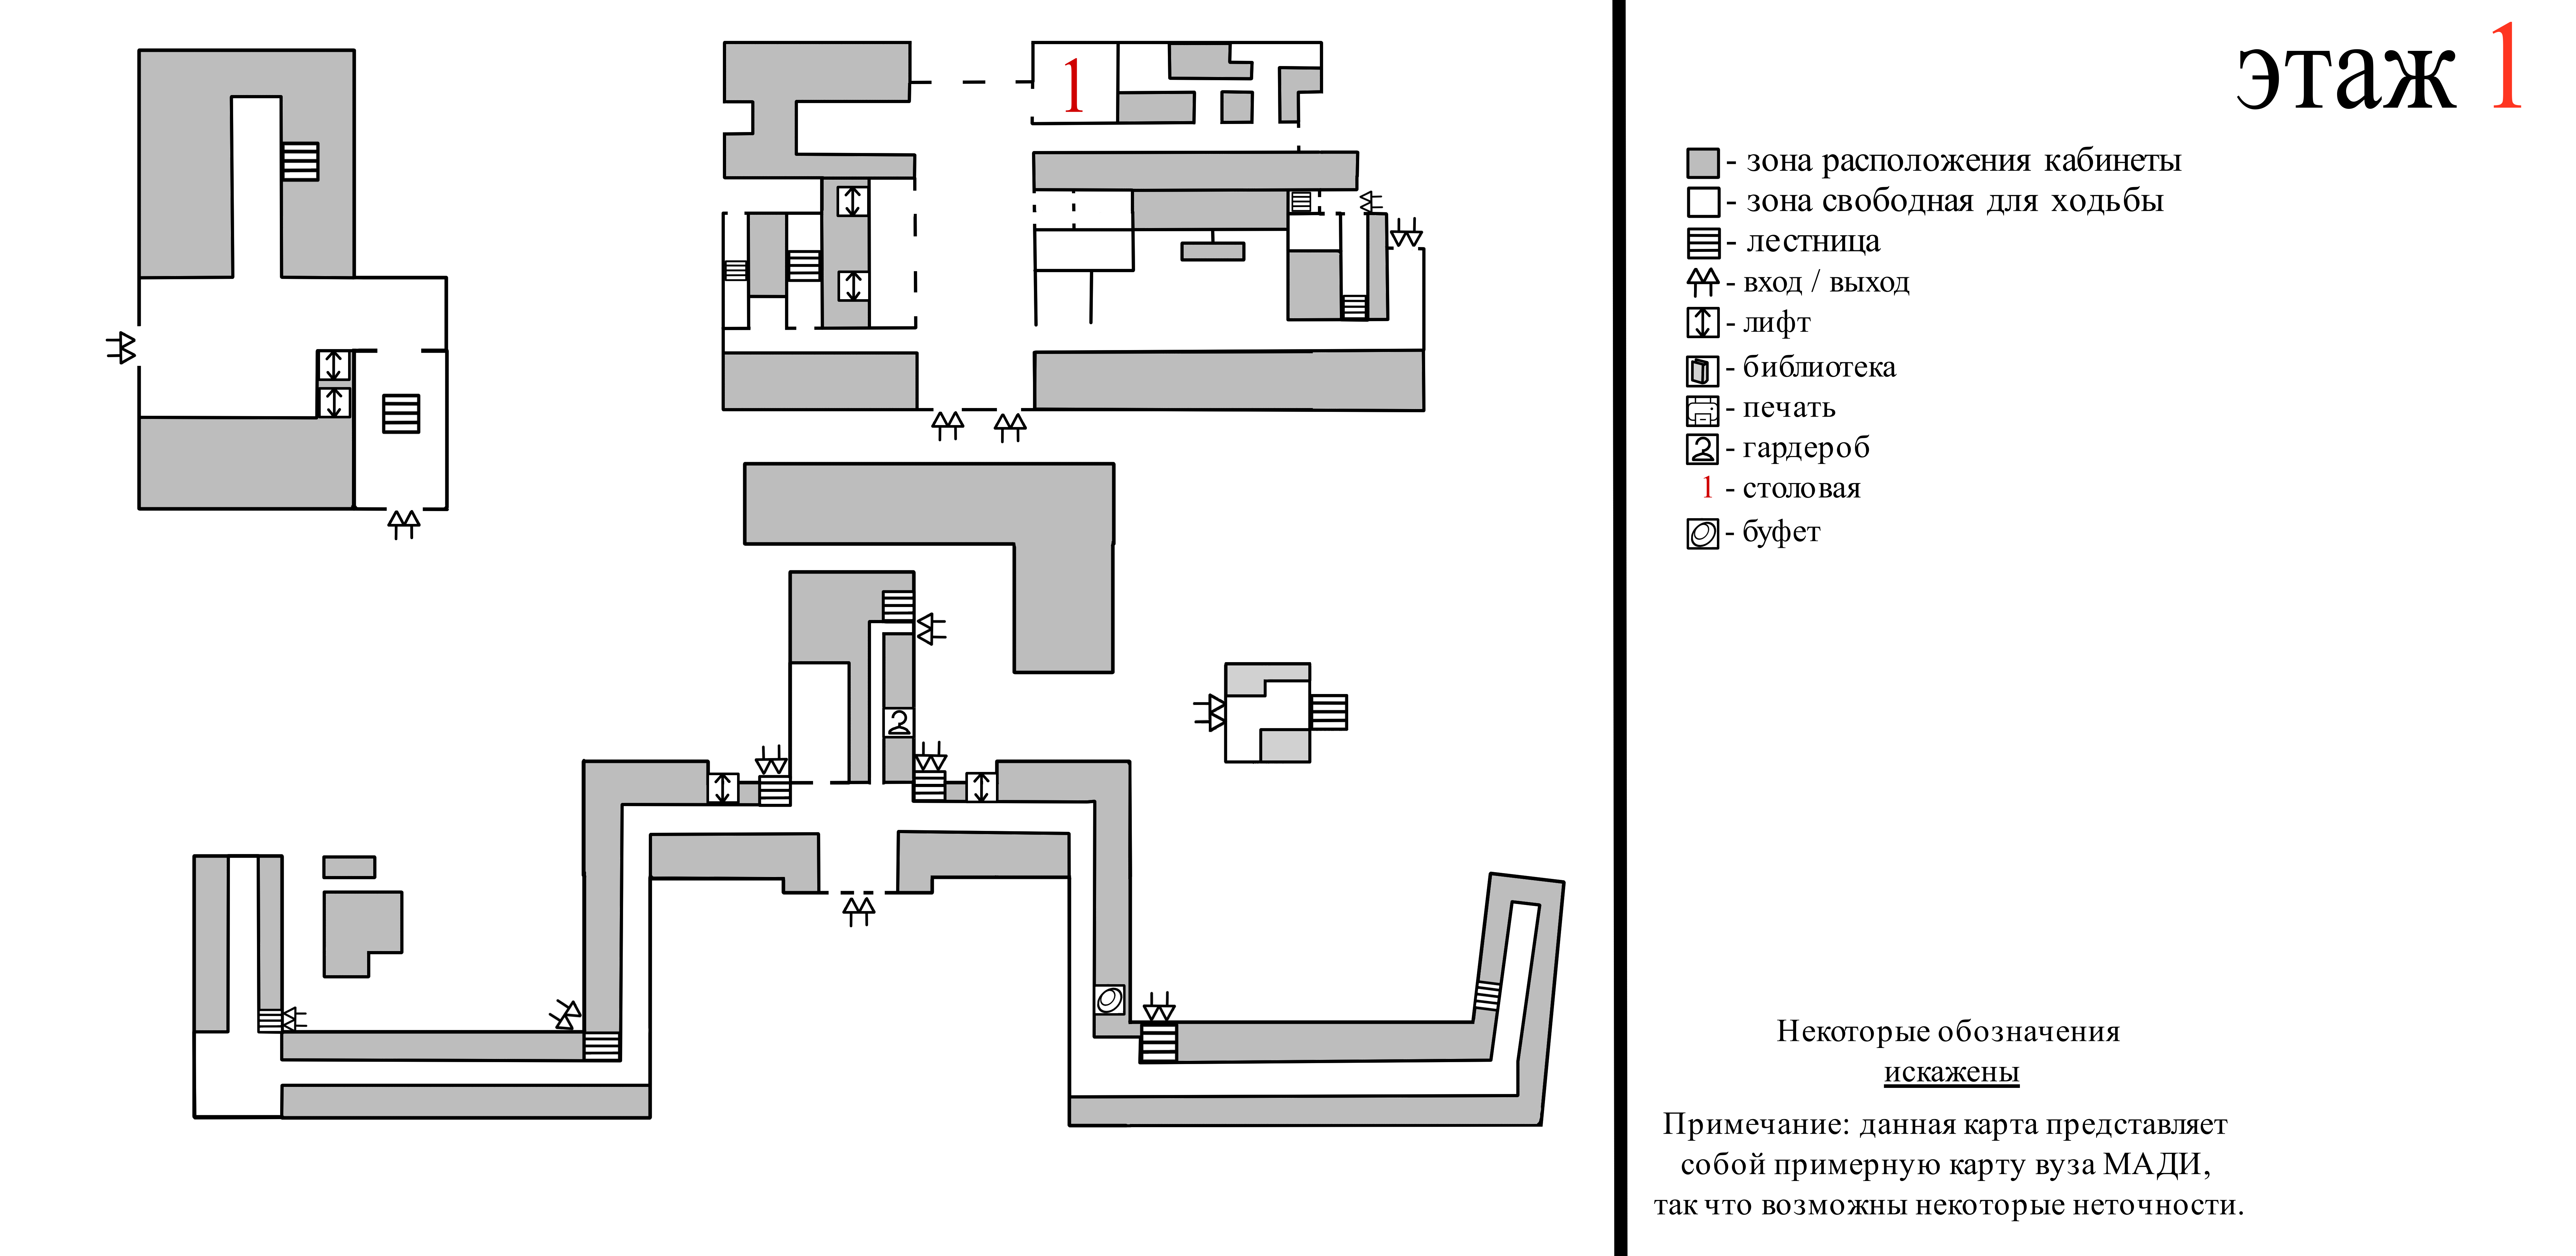 1
этаж 1
- зона расположения кабинеты
- зона свободная для ходьбы
- лестница
- вход / выход
- лифт
- библиотека
- печать
- гардероб
1 - столовая
- буфет
Некоторые обозначения
искажены
Примечание: данная карта представляет
собой примерную карту вуза МАДИ,
так что возможны некоторые неточности.